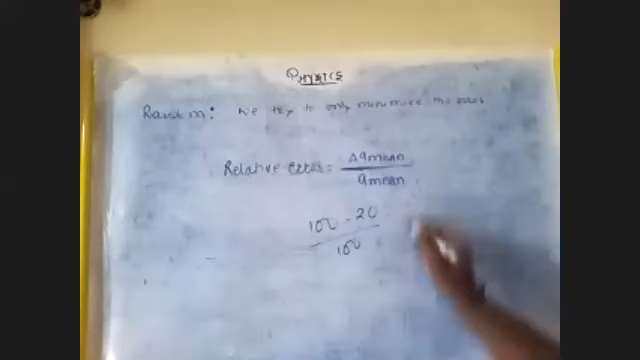 PHYSICS
Random: We try to only minimize the error
Relative Error = Δamean / amean
100 - 20 / 100